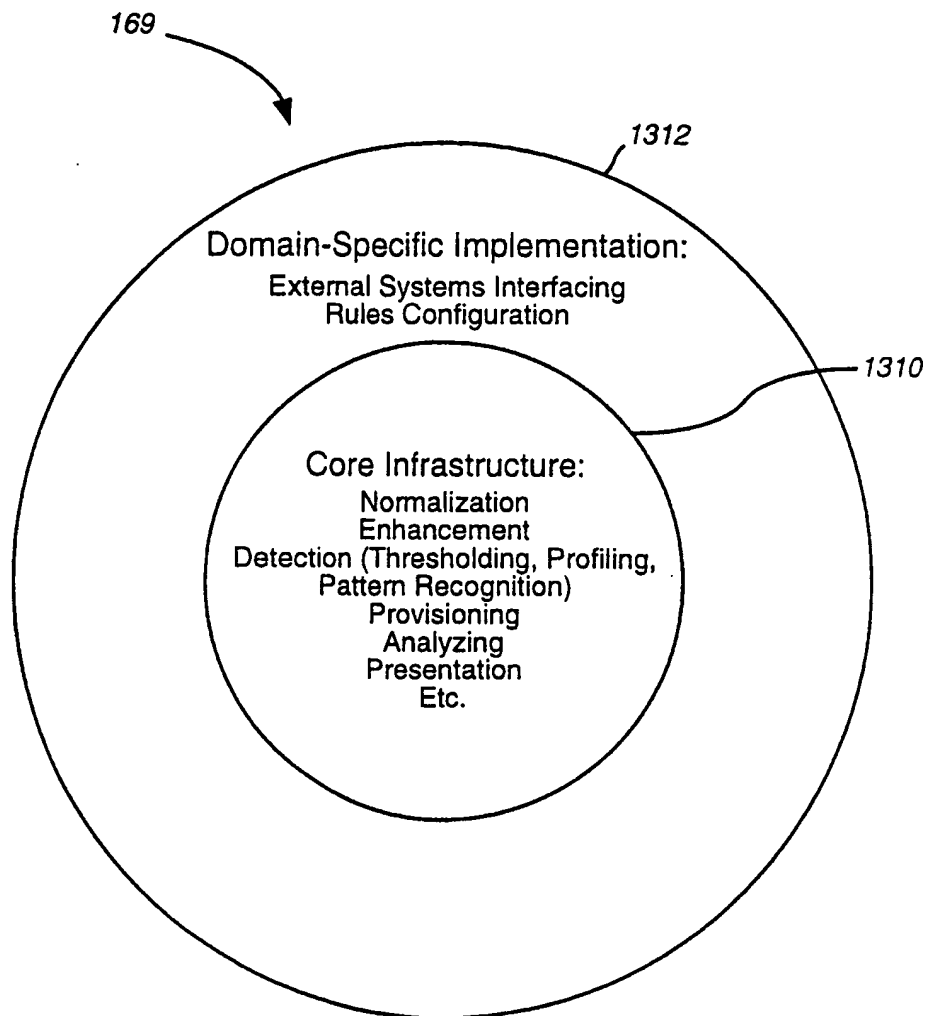 169
1312
Domain-Specific Implementation:
External Systems Interfacing
Rules Configuration
1310
Core Infrastructure:
Normalization
Enhancement
Detection (Thresholding, Profiling,
Pattern Recognition)
Provisioning
Analyzing
Presentation
Etc.